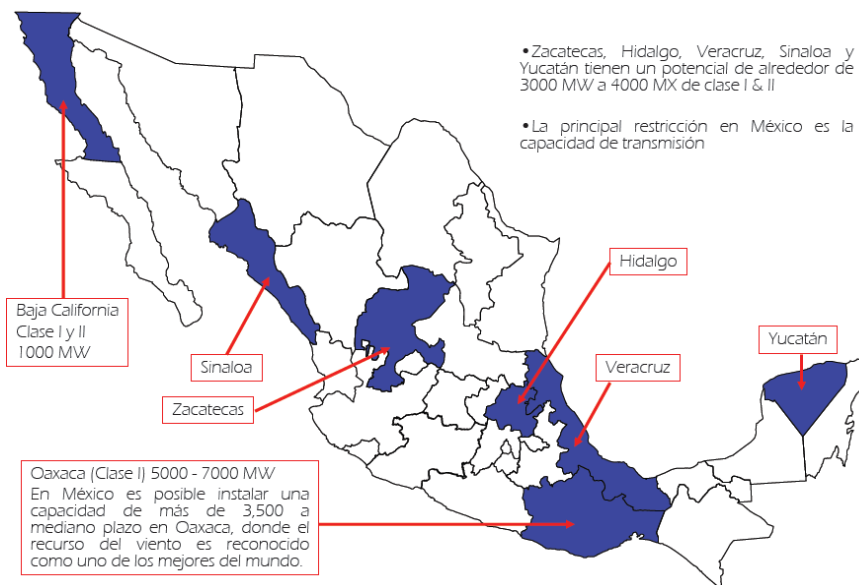 •Zacatecas, Hidalgo, Veracruz, Sinaloa y
Yucatán tienen un potencial de alrededor de
3000 MW a 4000 MX de clase I & II
•La principal restricción en México es la
capacidad de transmisión
Hidalgo
Baja California
Clase I y II
1000 MW
Sinaloa
Veracruz
Yucatán
Zacatecas
Oaxaca (Clase I) 5000 - 7000 MW
En México es posible instalar una
capacidad de más de 3,500 a
mediano plazo en Oaxaca, donde el
recurso del viento es reconocido
como uno de los mejores del mundo.